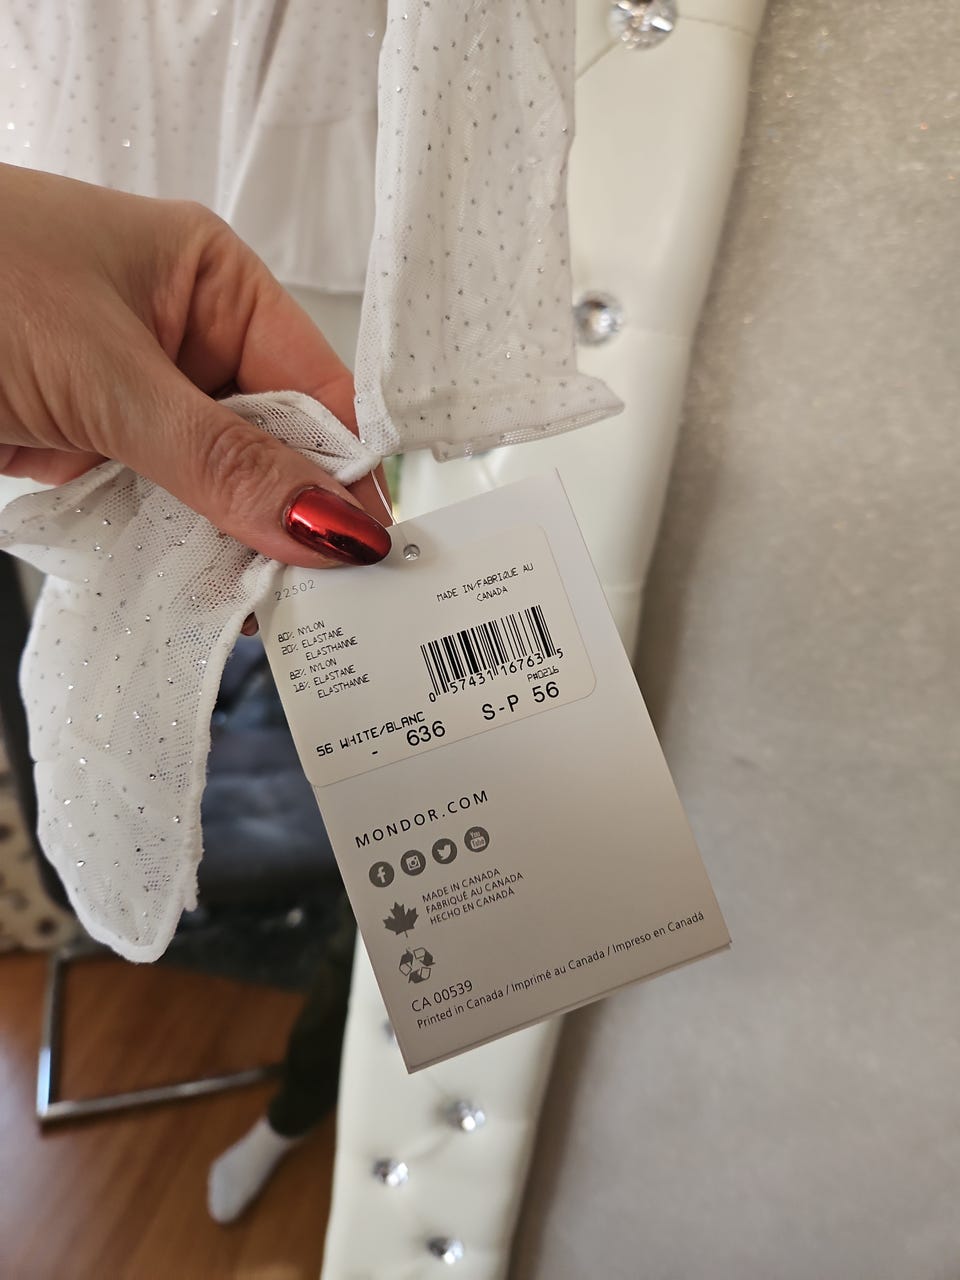 22502
MADE IN/FABRIQUE AU
CANADA
80% NYLON
20% ELASTANE
ELASTHANNE
82% NYLON
18% ELASTANE
ELASTHANNE
0 57431 16763 5
P#0216
56 WHITE/BLANC
- 636 S-P 56
MONDOR.COM
You
Tube
MADE IN CANADA
FABRIQUÉ AU CANADA
HECHO EN CANADÁ
CA 00539
Printed in Canada / Imprimé au Canada / Impreso en Canadá